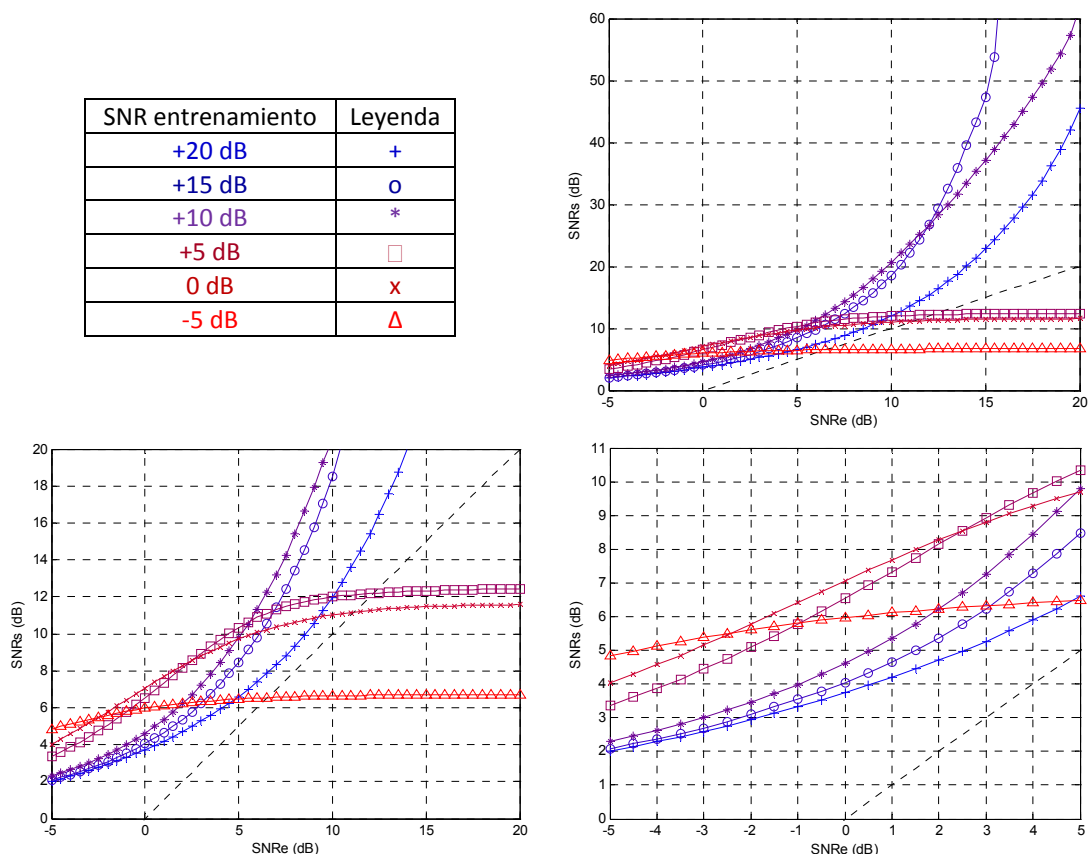 SNR entrenamiento Leyenda
+20 dB +
+15 dB o
+10 dB *
+5 dB □
0 dB x
-5 dB Δ
60
50
40
30
20
10
0
SNRs (dB)
-5 0 5 10 15 20
SNRe (dB)
20
18
16
14
12
10
8
6
4
2
0
SNRs (dB)
-5 0 5 10 15 20
SNRe (dB)
11
10
9
8
7
6
5
4
3
2
1
0
SNRs (dB)
-5 -4 -3 -2 -1 0 1 2 3 4 5
SNRe (dB)